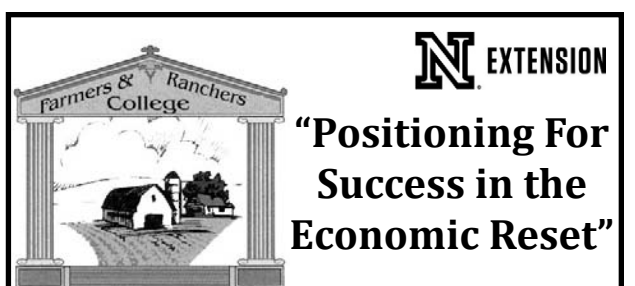 Farmers & Ranchers
College
N EXTENSION
“Positioning For
Success in the
Economic Reset”